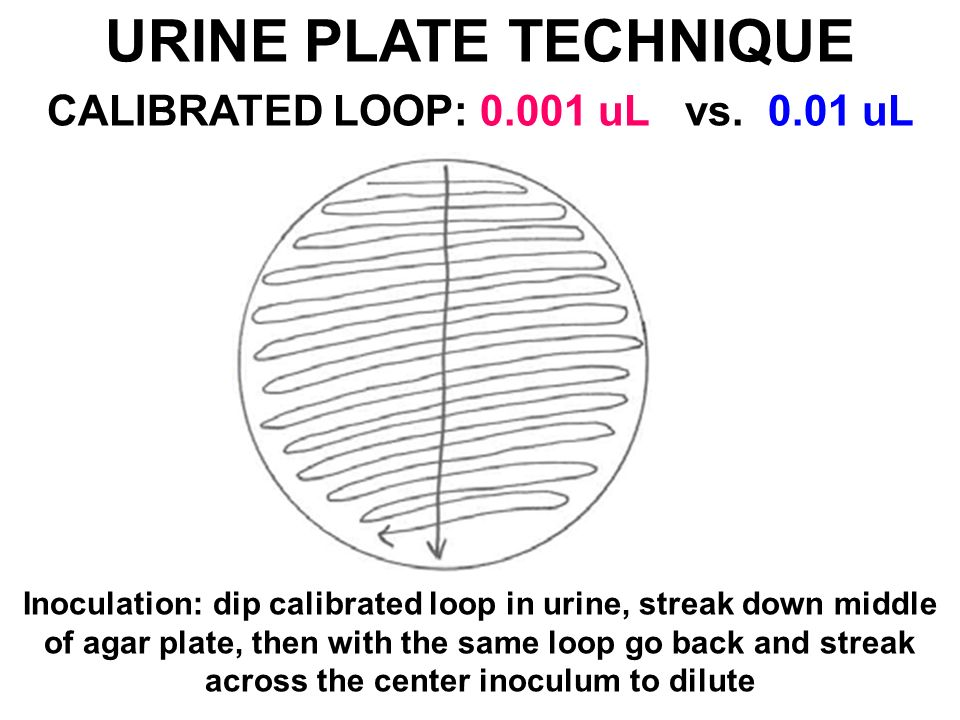 URINE PLATE TECHNIQUE
CALIBRATED LOOP: 0.001 uL vs. 0.01 uL
Inoculation: dip calibrated loop in urine, streak down middle
of agar plate, then with the same loop go back and streak
across the center inoculum to dilute